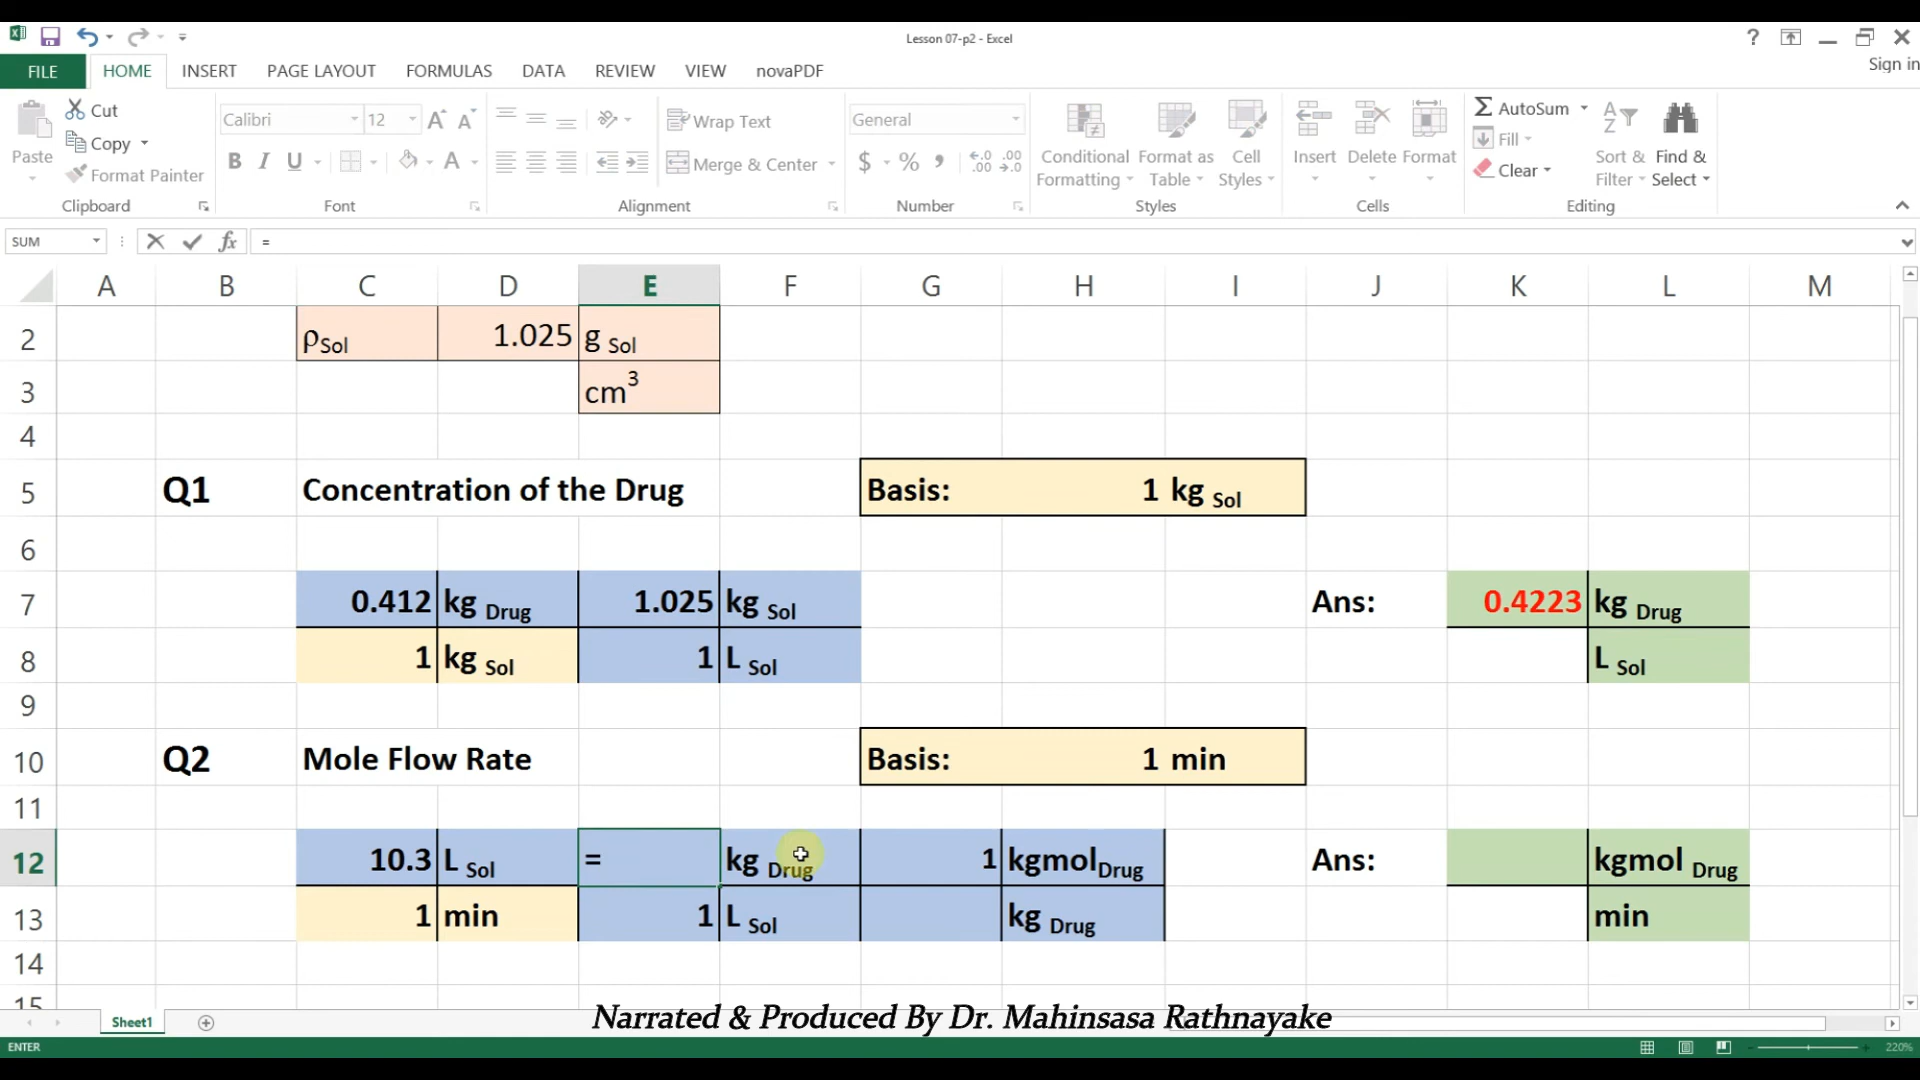 Lesson 07-p2 - Excel
Sign in
FILE HOME INSERT PAGE LAYOUT FORMULAS DATA REVIEW VIEW novaPDF
Paste
Cut
Copy
Format Painter
Clipboard
Calibri 12
B I U
Font
Wrap Text
Merge & Center
Alignment
General
$ % ,
Number
Conditional Formatting
Format as Table
Cell Styles
Styles
Insert
Delete
Format
Cells
AutoSum
Fill
Clear
Sort & Filter
Find & Select
Editing
SUM fx =
A B C D E F G H I J K L M
2 ρSol 1.025 g Sol
3 cm3
4
5 Q1 Concentration of the Drug Basis: 1 kg Sol
6
7 0.412 kg Drug 1.025 kg Sol Ans: 0.4223 kg Drug
8 1 kg Sol 1 L Sol L Sol
9
10 Q2 Mole Flow Rate Basis: 1 min
11
12 10.3 L Sol = kg Drug 1 kgmolDrug Ans: kgmol Drug
13 1 min 1 L Sol kg Drug min
14
15
Sheet1
Narrated & Produced By Dr. Mahinsasa Rathnayake
ENTER 220%